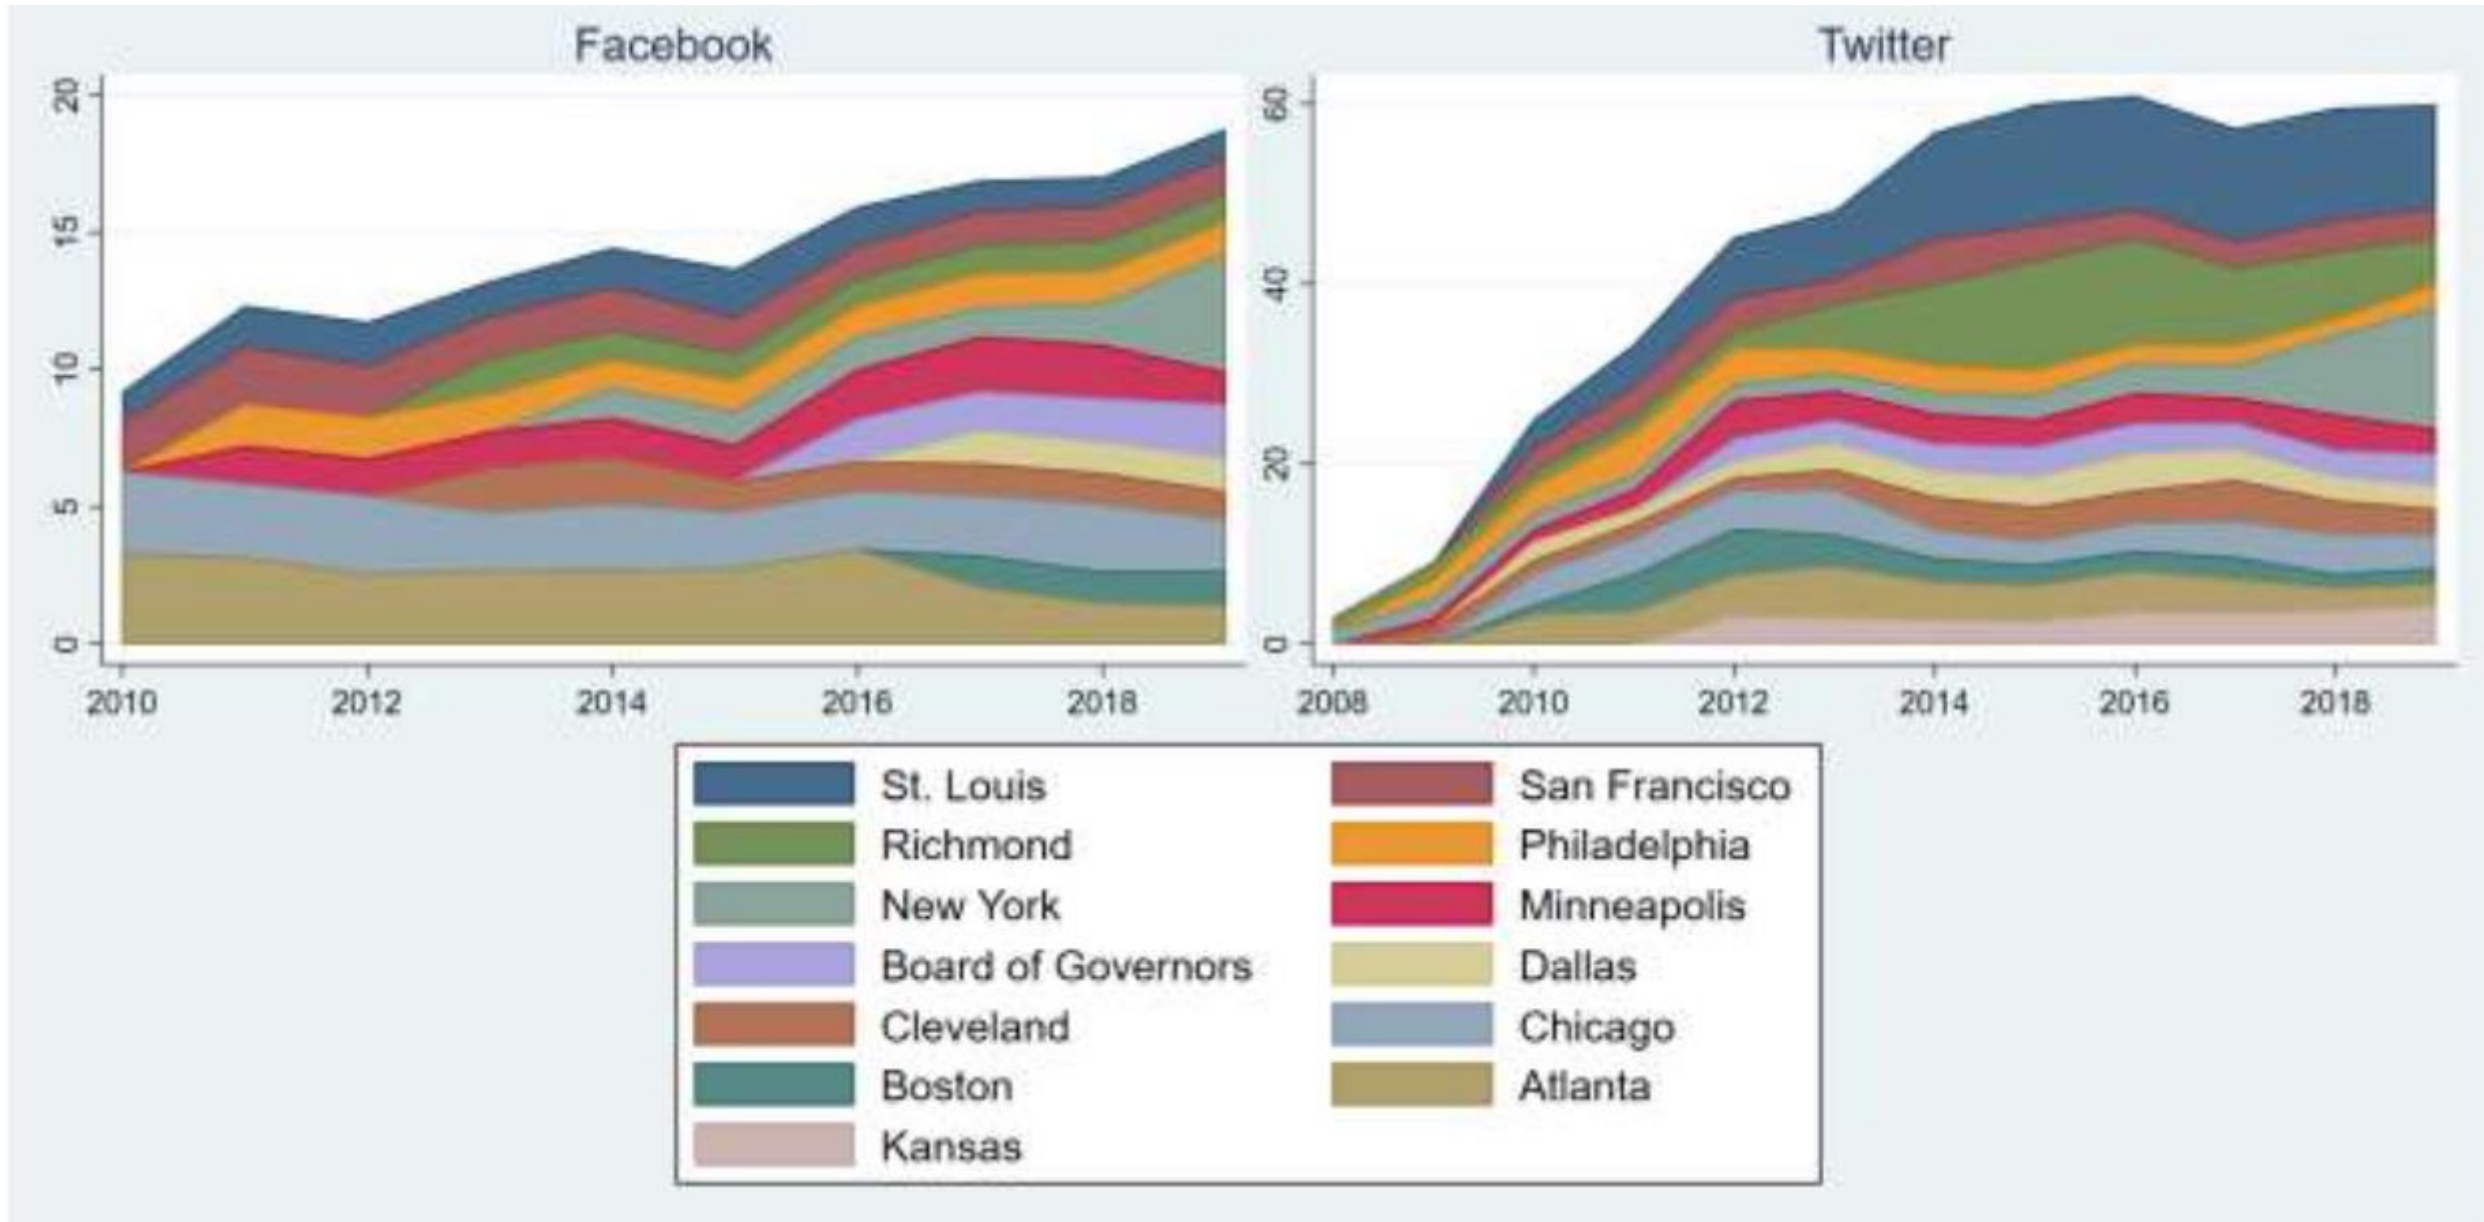 Facebook
Twitter
20
15
10
5
0
2010 2012 2014 2016 2018
60
40
20
0
2008 2010 2012 2014 2016 2018
St. Louis San Francisco
Richmond Philadelphia
New York Minneapolis
Board of Governors Dallas
Cleveland Chicago
Boston Atlanta
Kansas